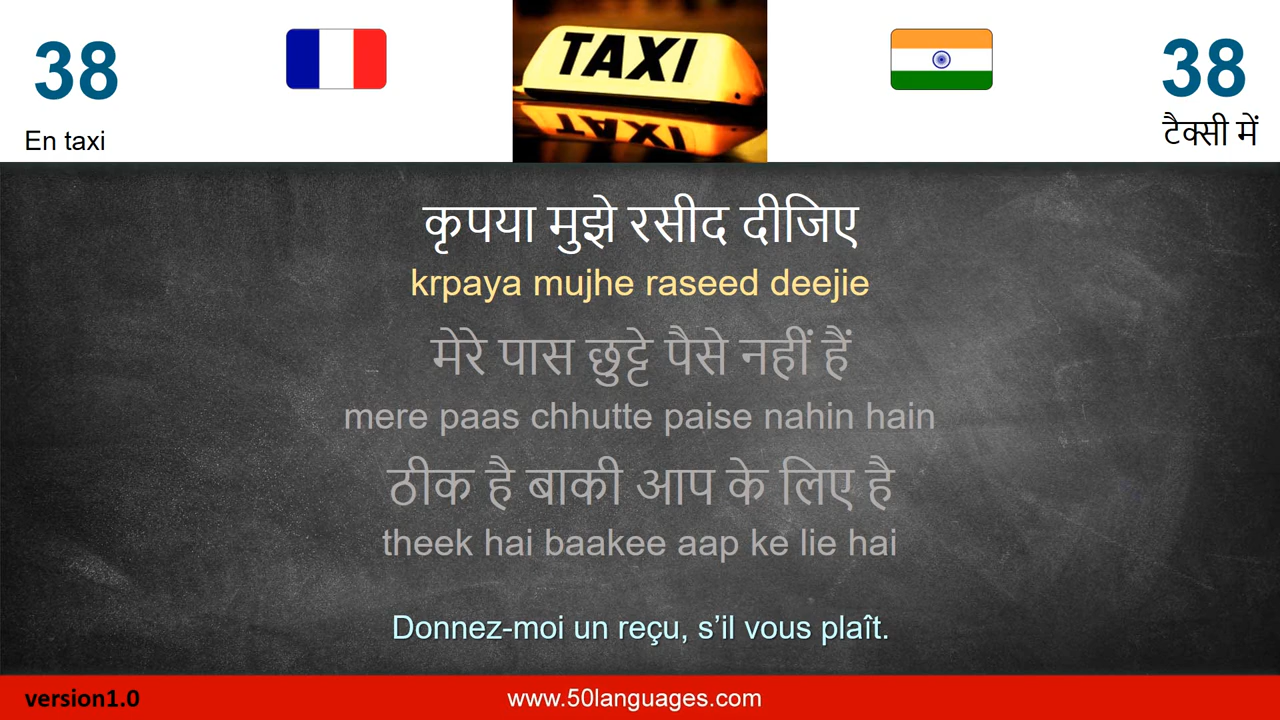 38
En taxi
TAXI
38
टैक्सी में
कृपया मुझे रसीद दीजिए
krpaya mujhe raseed deejie
मेरे पास छुट्टे पैसे नहीं हैं
mere paas chhutte paise nahin hain
ठीक है बाकी आप के लिए है
theek hai baakee aap ke lie hai
Donnez-moi un reçu, s’il vous plaît.
version1.0
www.50languages.com